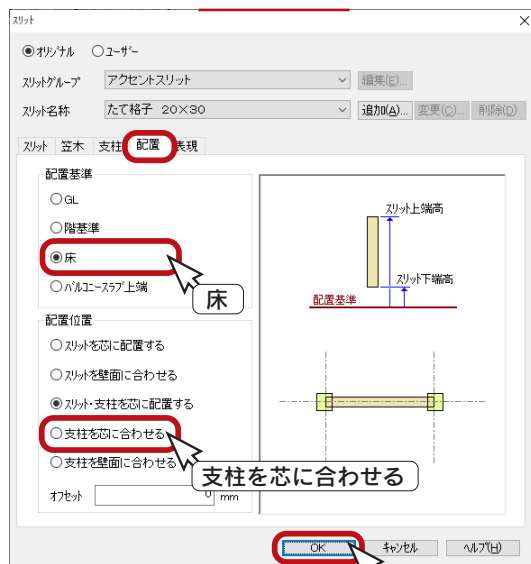 スリット
オリジナル ユーザー
スリットグループ アクセントスリット 編集(E)...
スリット名称 たて格子 20×30 追加(A)... 変更(C)... 削除(D)
スリット 笠木 支柱 配置 表現
配置基準
GL
階基準
床
バルコニースラブ上端
床
配置位置
スリットを芯に配置する
スリットを壁面に合わせる
スリット・支柱を芯に配置する
支柱を芯に合わせる
支柱を壁面に合わせる
支柱を芯に合わせる
オフセット 0 mm
スリット上端高
スリット下端高
配置基準
OK キャンセル ヘルプ(H)